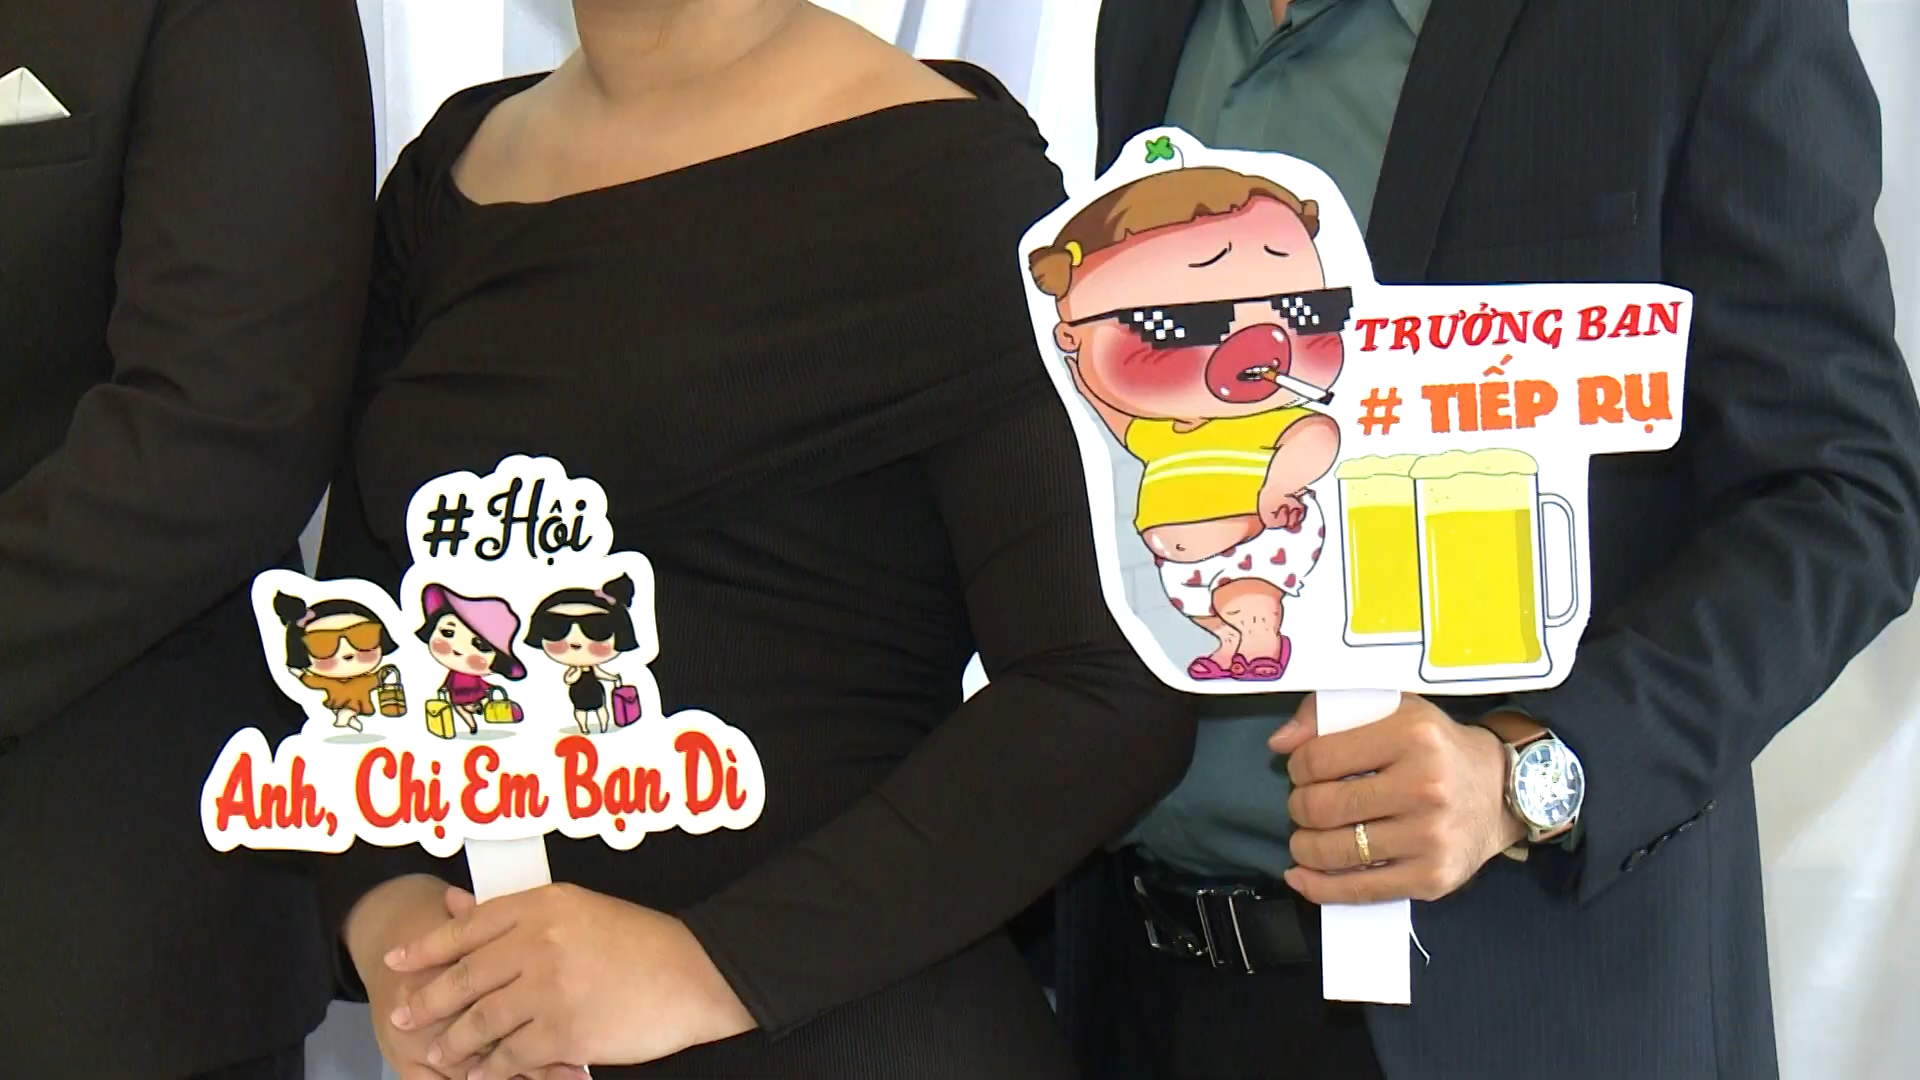 #Hội
Anh, Chị Em Bạn Dì
TRƯỞNG BAN
# TIẾP RỤ